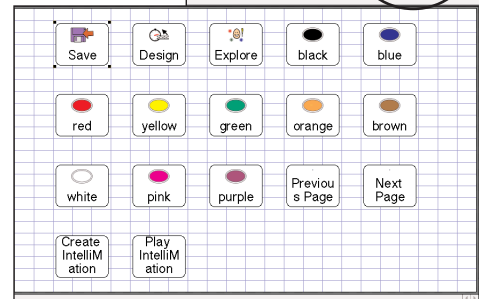 Save Design Explore black blue
red yellow green orange brown
white pink purple Previou Next
s Page Page
Create Play
IntelliM IntelliM
ation ation